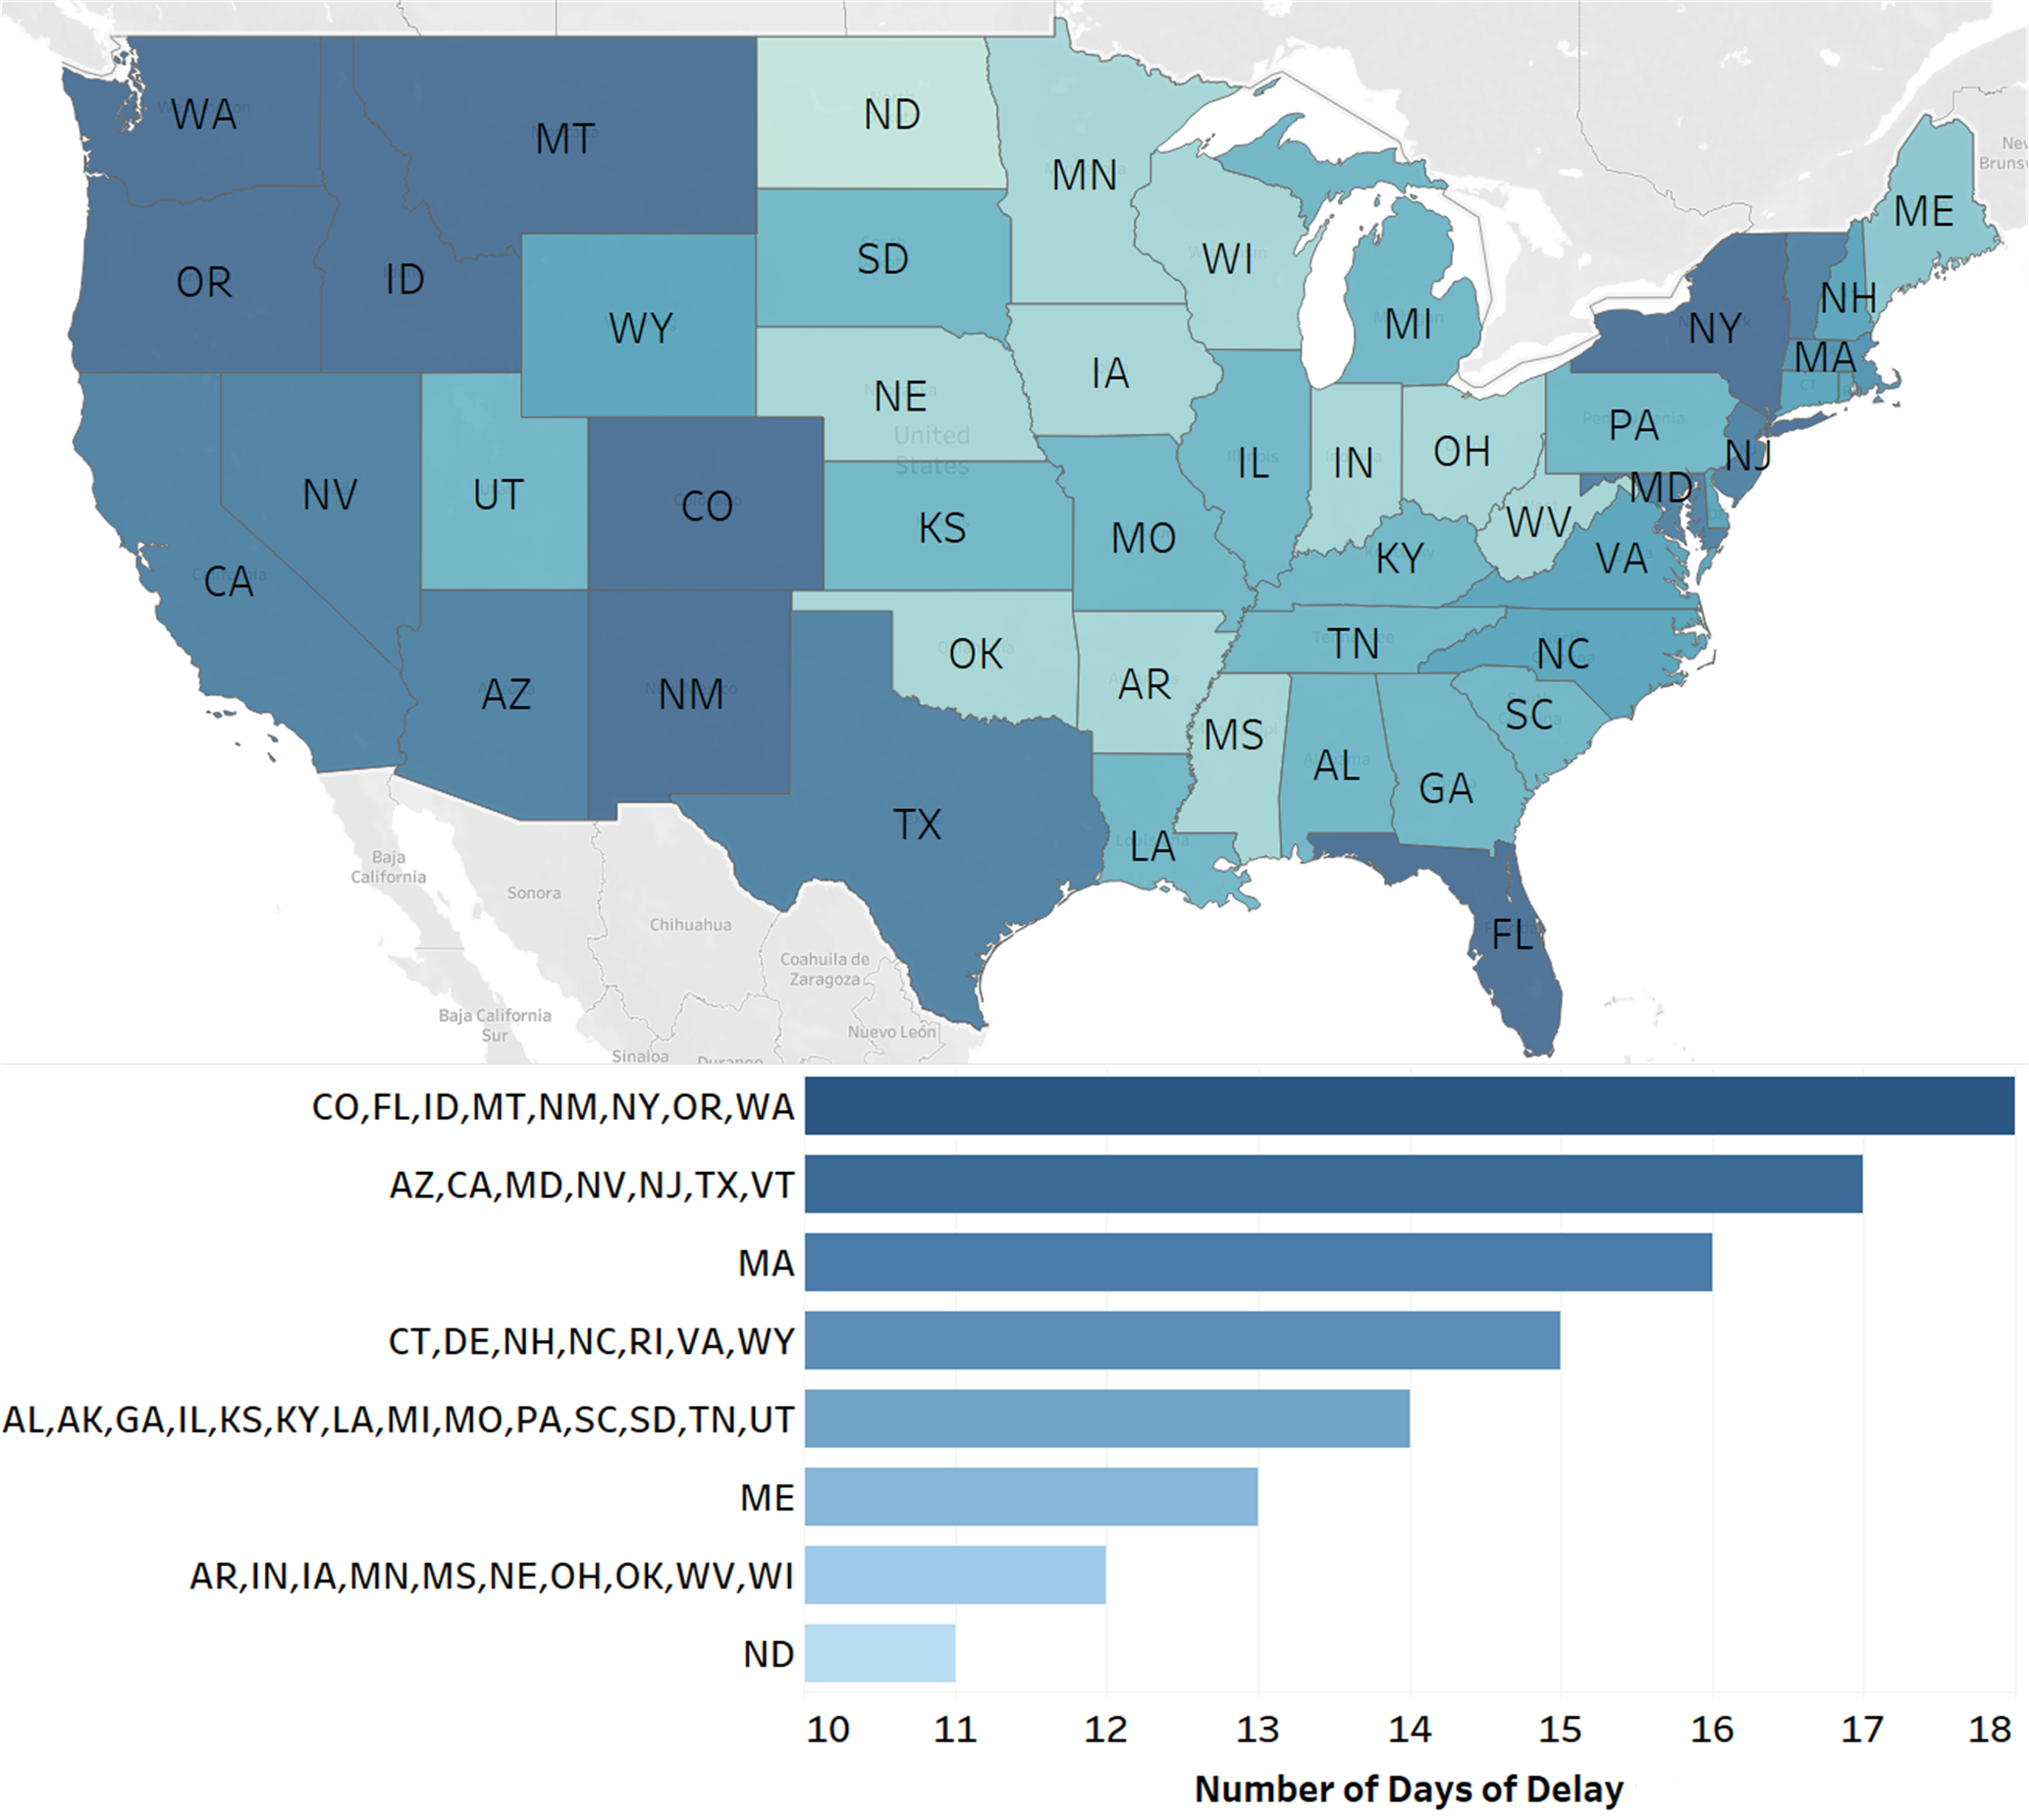 WA
MT
ND
MN
ME
OR
ID
WY
SD
WI
MI
NH
NY
MA
CT
NE
IA
United
States
NV
UT
CO
KS
MO
IL
IN
OH
PA
NJ
MD
WV
VA
KY
CA
AZ
NM
OK
AR
TN
NC
SC
MS
AL
GA
TX
LA
FL
New
Baja
California
Sonora
Chihuahua
Coahuila de
Zaragoza
Baja California
Sur
Nuevo León
Sinaloa
Durango
CO,FL,ID,MT,NM,NY,OR,WA
AZ,CA,MD,NV,NJ,TX,VT
MA
CT,DE,NH,NC,RI,VA,WY
AL,AK,GA,IL,KS,KY,LA,MI,MO,PA,SC,SD,TN,UT
ME
AR,IN,IA,MN,MS,NE,OH,OK,WV,WI
ND
10 11 12 13 14 15 16 17 18
Number of Days of Delay